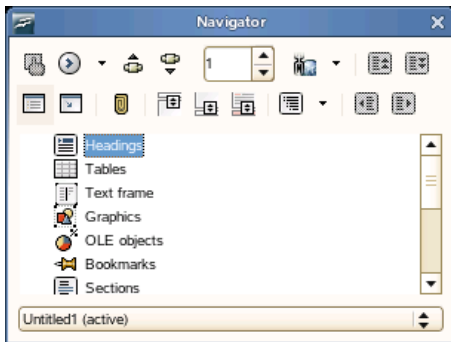 Navigator
1
Headings
Tables
Text frame
Graphics
OLE objects
Bookmarks
Sections
Untitled1 (active)